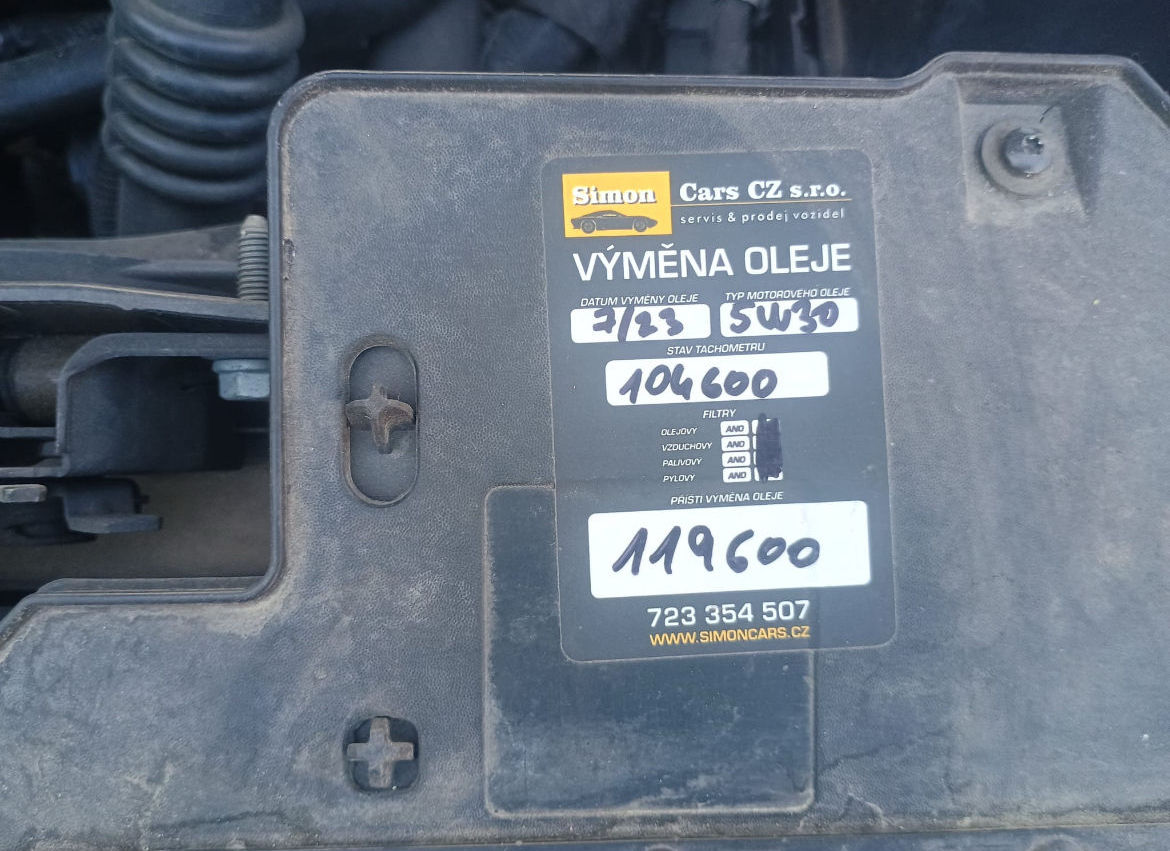 Simon Cars CZ s.r.o.
servis & prodej vozidel
VÝMĚNA OLEJE
DATUM VÝMĚNY OLEJE TYP MOTOROVÉHO OLEJE
7/23 5W30
STAV TACHOMETRU
104600
FILTRY
OLEJOVÝ ANO
VZDUCHOVÝ ANO
PALIVOVÝ ANO
PYLOVÝ ANO
PŘÍŠTÍ VÝMĚNA OLEJE
119600
723 354 507
WWW.SIMONCARS.CZ